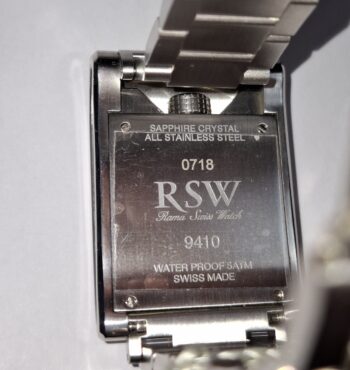 SAPPHIRE CRYSTAL
ALL STAINLESS STEEL
0718
RSW
Rama Swiss Watch
9410
WATER PROOF 5ATM
SWISS MADE